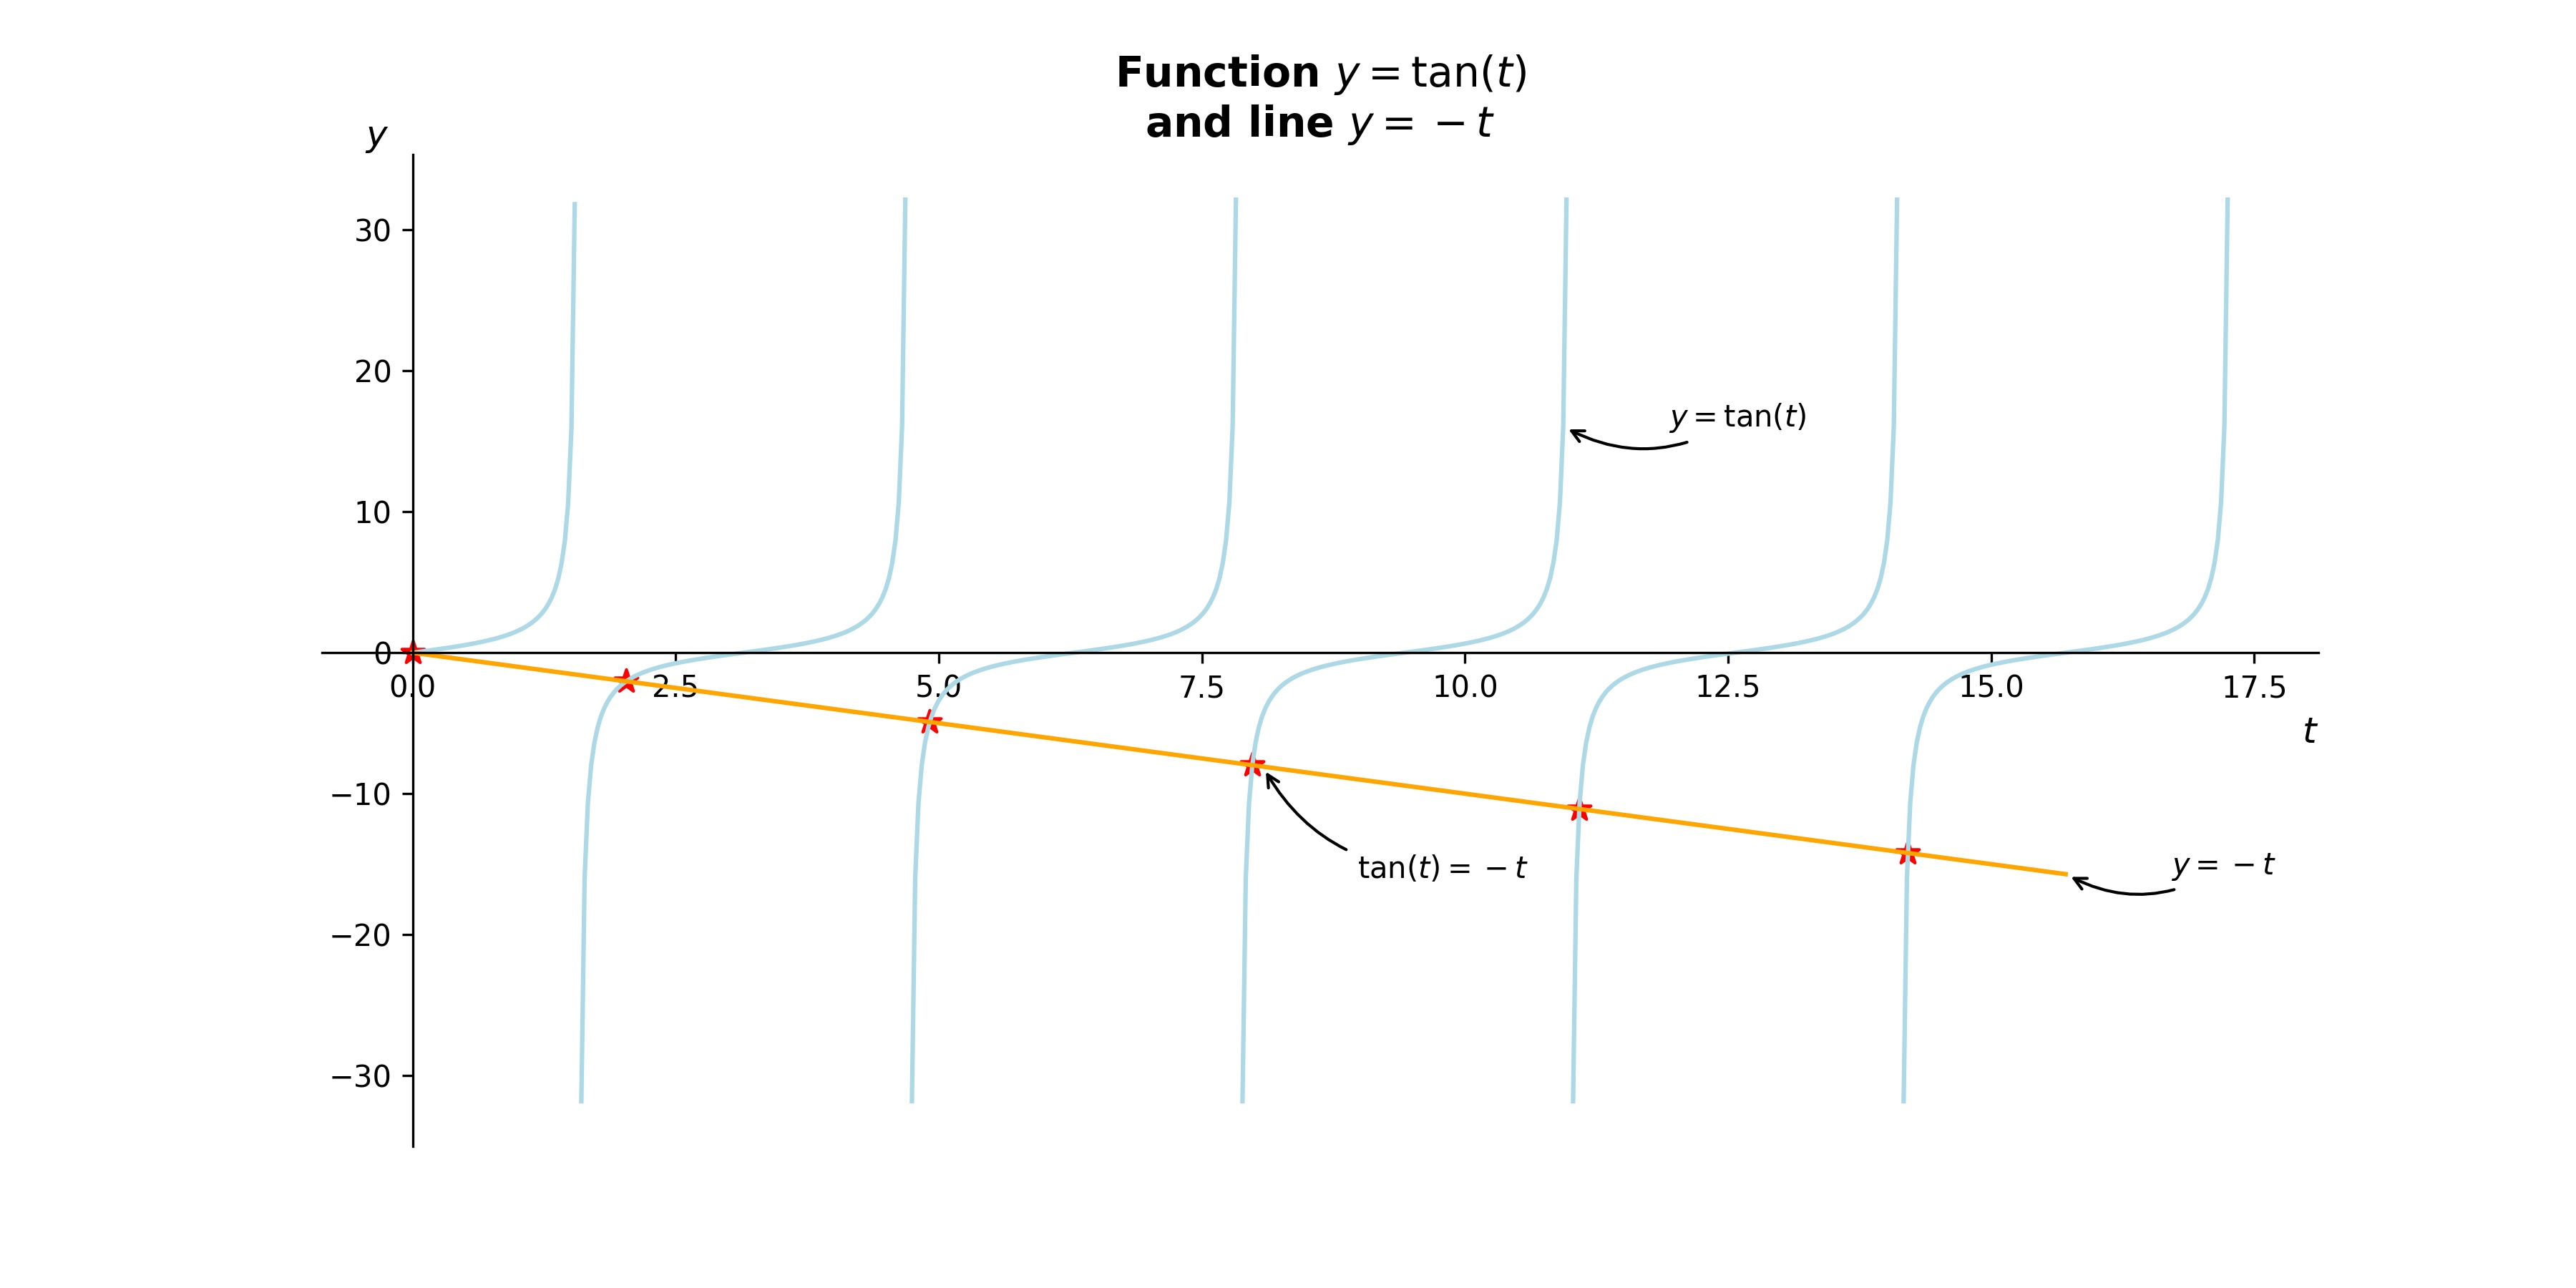 Function y = tan(t)
and line y = −t
y
30
20
10
y = tan(t)
0
0.0 2.5 5.0 7.5 10.0 12.5 15.0 17.5
t
−10
tan(t) = −t
y = −t
−20
−30